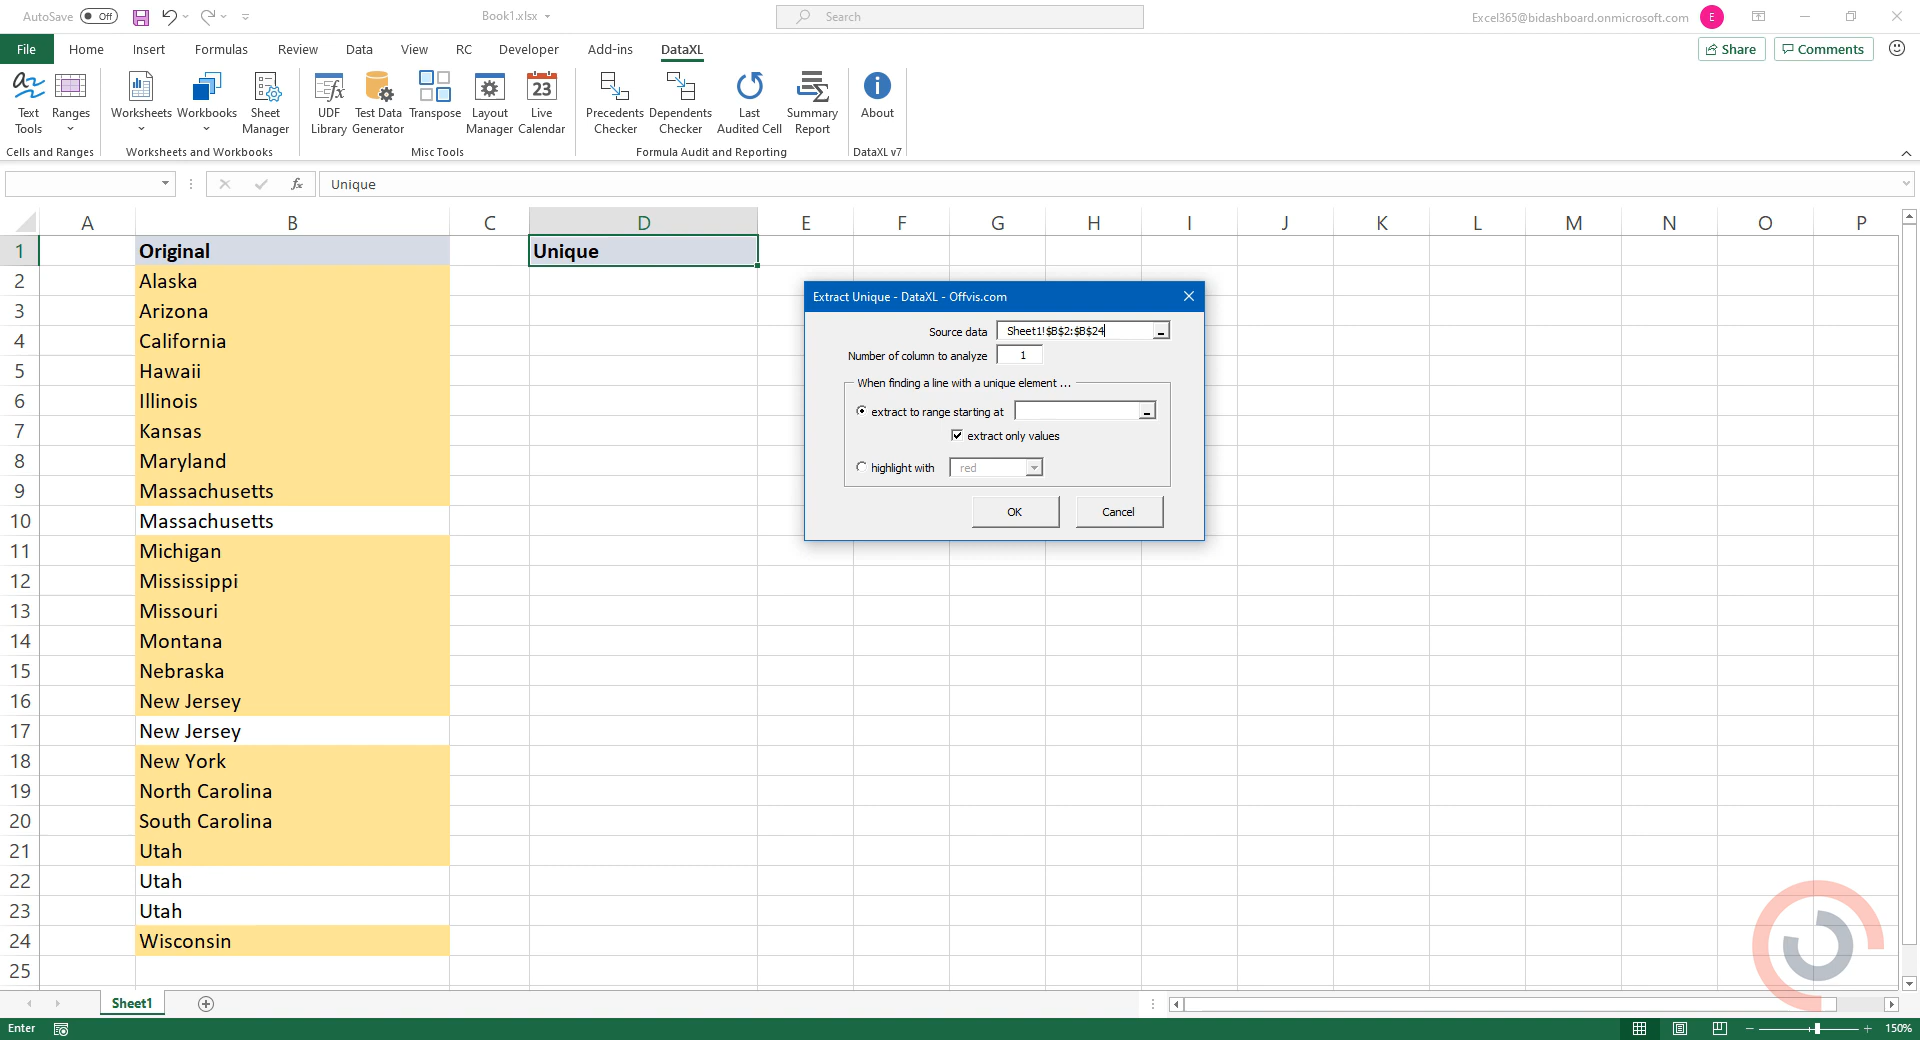 AutoSave Off Book1.xlsx Search Excel365@bidashboard.onmicrosoft.com E
File Home Insert Formulas Review Data View RC Developer Add-ins DataXL Share Comments
Text Tools
Ranges
Worksheets
Workbooks
Sheet Manager
UDF Library
Test Data Generator
Transpose
Layout Manager
Live Calendar
23
Precedents Checker
Dependents Checker
Last Audited Cell
Summary Report
About
Cells and Ranges Worksheets and Workbooks Misc Tools Formula Audit and Reporting DataXL v7
fx Unique
A B C D E F G H I J K L M N O P
1 Original Unique
2 Alaska
3 Arizona
4 California
5 Hawaii
6 Illinois
7 Kansas
8 Maryland
9 Massachusetts
10 Massachusetts
11 Michigan
12 Mississippi
13 Missouri
14 Montana
15 Nebraska
16 New Jersey
17 New Jersey
18 New York
19 North Carolina
20 South Carolina
21 Utah
22 Utah
23 Utah
24 Wisconsin
25
Extract Unique - DataXL - Offvis.com
Source data Sheet1!$B$2:$B$24
Number of column to analyze 1
When finding a line with a unique element ...
extract to range starting at
extract only values
highlight with red
OK Cancel
Sheet1
Enter 150%